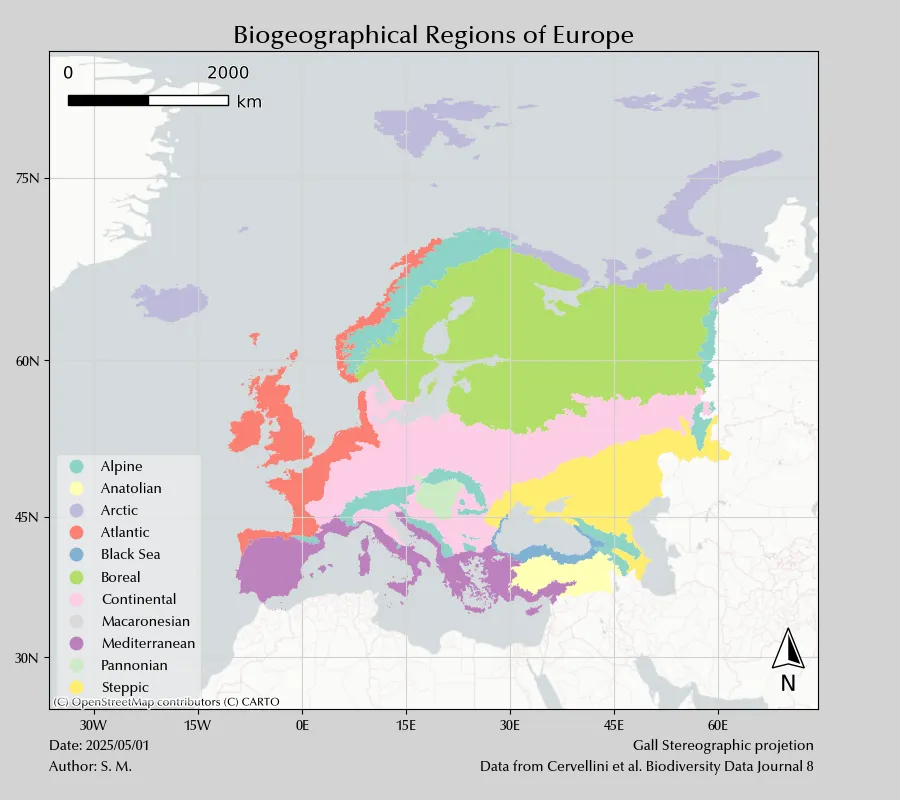 Biogeographical Regions of Europe
0 2000
km
75N
60N
45N
30N
Alpine
Anatolian
Arctic
Atlantic
Black Sea
Boreal
Continental
Macaronesian
Mediterranean
Pannonian
Steppic
N
(C) OpenStreetMap contributors (C) CARTO
30W 15W 0E 15E 30E 45E 60E
Date: 2025/05/01
Gall Stereographic projetion
Author: S. M.
Data from Cervellini et al. Biodiversity Data Journal 8